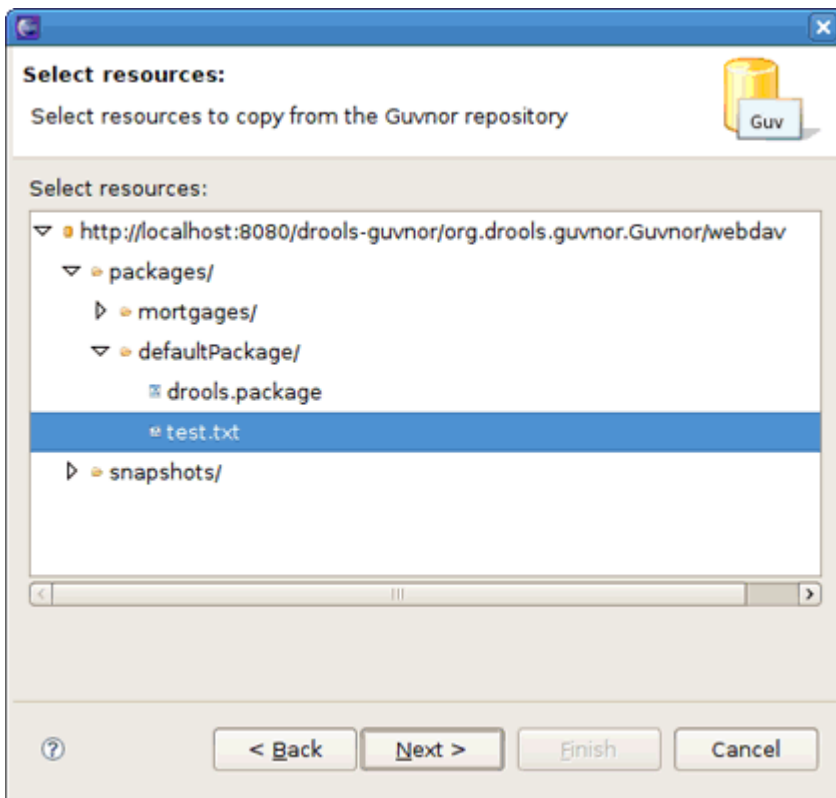 Select resources:
Select resources to copy from the Guvnor repository
Guv
Select resources:
http://localhost:8080/drools-guvnor/org.drools.guvnor.Guvnor/webdav
packages/
mortgages/
defaultPackage/
drools.package
test.txt
snapshots/
? < Back Next > Finish Cancel